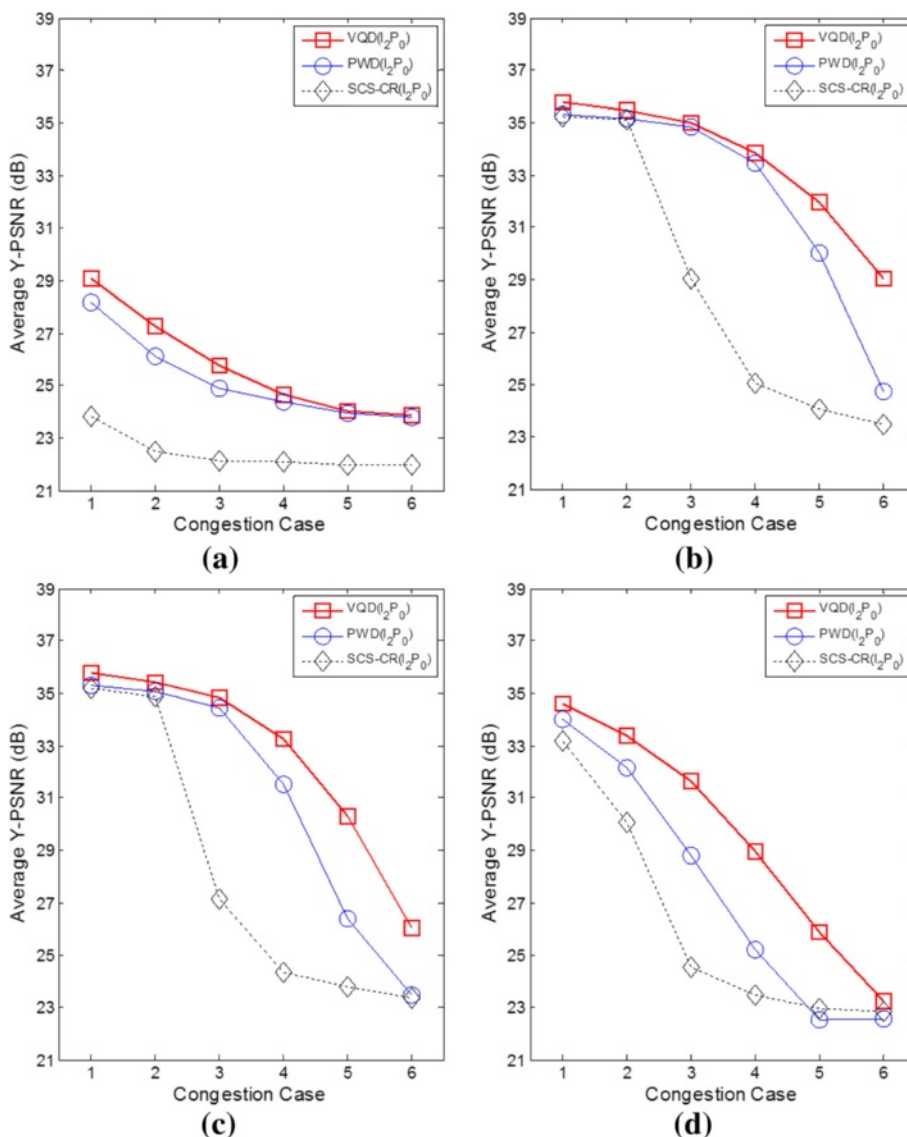 39
37
35
33
31
29
27
25
23
21
Average Y-PSNR (dB)
VQD(I₂P₀)
PWD(I₂P₀)
SCS-CR(I₂P₀)
1 2 3 4 5 6
Congestion Case
(a)
39
37
35
33
31
29
27
25
23
21
Average Y-PSNR (dB)
VQD(I₂P₀)
PWD(I₂P₀)
SCS-CR(I₂P₀)
1 2 3 4 5 6
Congestion Case
(b)
39
37
35
33
31
29
27
25
23
21
Average Y-PSNR (dB)
VQD(I₂P₀)
PWD(I₂P₀)
SCS-CR(I₂P₀)
1 2 3 4 5 6
Congestion Case
(c)
39
37
35
33
31
29
27
25
23
21
Average Y-PSNR (dB)
VQD(I₂P₀)
PWD(I₂P₀)
SCS-CR(I₂P₀)
1 2 3 4 5 6
Congestion Case
(d)